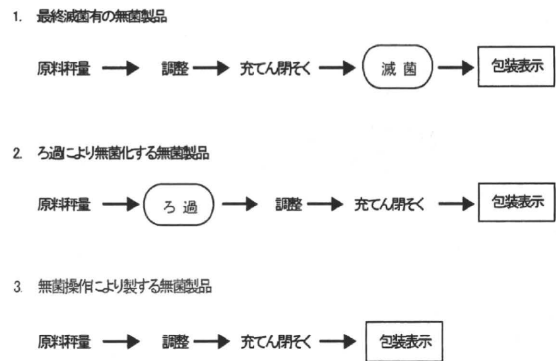 1. 最終滅菌有の無菌製品
原料秤量 → 調整 → 充てん閉そく → 滅菌 → 包装表示
2. ろ過により無菌化する無菌製品
原料秤量 → ろ過 → 調整 → 充てん閉そく → 包装表示
3. 無菌操作により製する無菌製品
原料秤量 → 調整 → 充てん閉そく → 包装表示